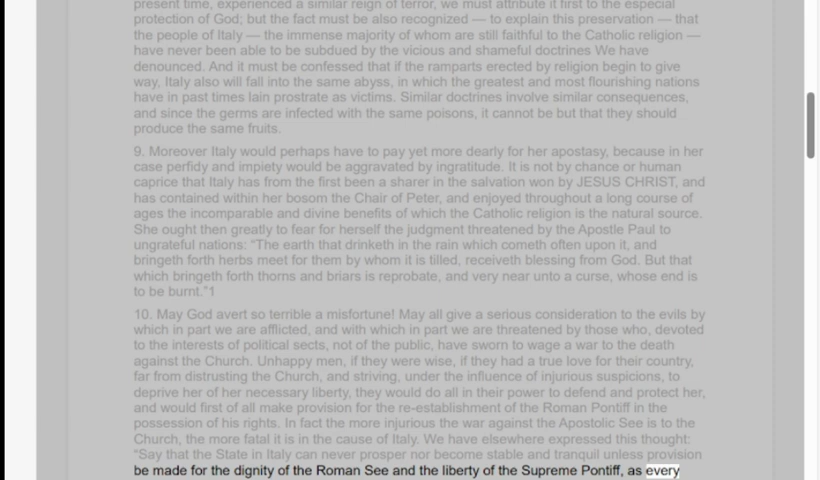 present time, experienced a similar reign of terror, we must attribute it first to the especial
protection of God; but the fact must be also recognized — to explain this preservation — that
the people of Italy — the immense majority of whom are still faithful to the Catholic religion —
have never been able to be subdued by the vicious and shameful doctrines We have
denounced. And it must be confessed that if the ramparts erected by religion begin to give
way, Italy also will fall into the same abyss, in which the greatest and most flourishing nations
have in past times lain prostrate as victims. Similar doctrines involve similar consequences,
and since the germs are infected with the same poisons, it cannot be but that they should
produce the same fruits.
9. Moreover Italy would perhaps have to pay yet more dearly for her apostasy, because in her
case perfidy and impiety would be aggravated by ingratitude. It is not by chance or human
caprice that Italy has from the first been a sharer in the salvation won by JESUS CHRIST, and
has contained within her bosom the Chair of Peter, and enjoyed throughout a long course of
ages the incomparable and divine benefits of which the Catholic religion is the natural source.
She ought then greatly to fear for herself the judgment threatened by the Apostle Paul to
ungrateful nations: "The earth that drinketh in the rain which cometh often upon it, and
bringeth forth herbs meet for them by whom it is tilled, receiveth blessing from God. But that
which bringeth forth thorns and briars is reprobate, and very near unto a curse, whose end is
to be burnt."1
10. May God avert so terrible a misfortune! May all give a serious consideration to the evils by
which in part we are afflicted, and with which in part we are threatened by those who, devoted
to the interests of political sects, not of the public, have sworn to wage a war to the death
against the Church. Unhappy men, if they were wise, if they had a true love for their country,
far from distrusting the Church, and striving, under the influence of injurious suspicions, to
deprive her of her necessary liberty, they would do all in their power to defend and protect her,
and would first of all make provision for the re-establishment of the Roman Pontiff in the
possession of his rights. In fact the more injurious the war against the Apostolic See is to the
Church, the more fatal it is in the cause of Italy. We have elsewhere expressed this thought:
"Say that the State in Italy can never prosper nor become stable and tranquil unless provision
be made for the dignity of the Roman See and the liberty of the Supreme Pontiff, as every